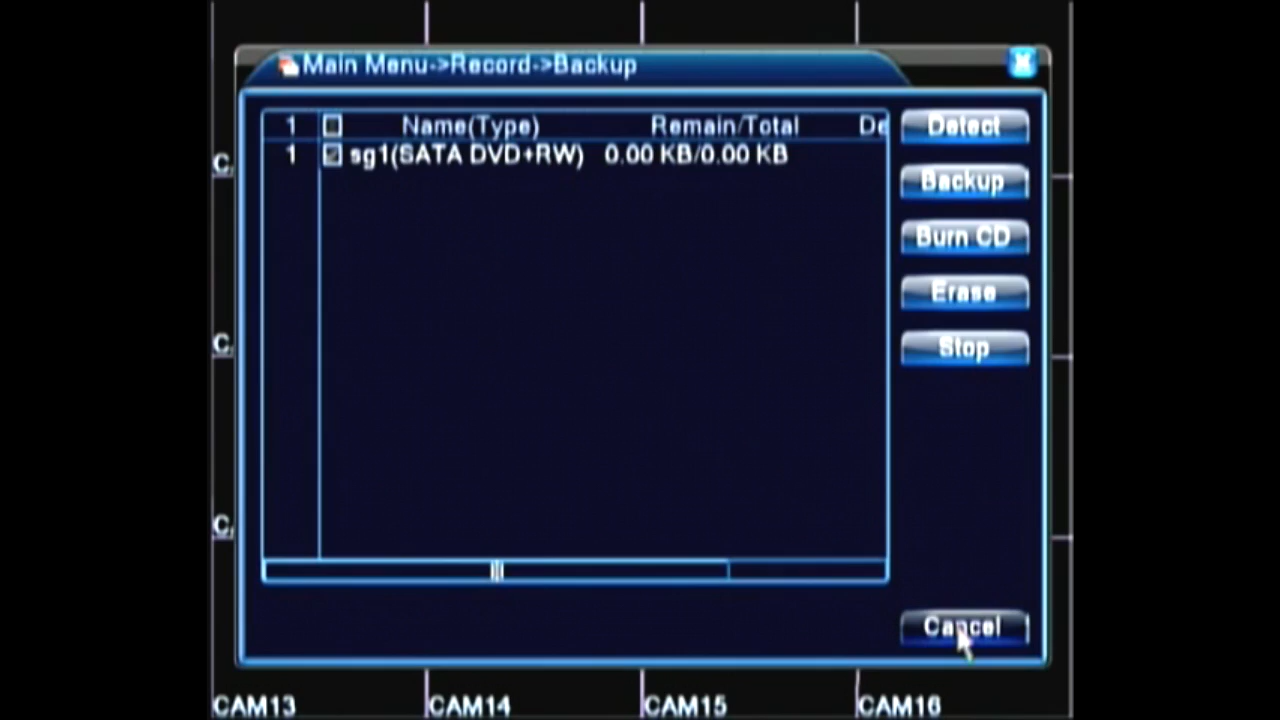 Main Menu->Record->Backup
1 Name(Type) Remain/Total De
1 sg1(SATA DVD+RW) 0.00 KB/0.00 KB
Detect
Backup
Burn CD
Erase
Stop
Cancel
C
C
C
CAM13 CAM14 CAM15 CAM16